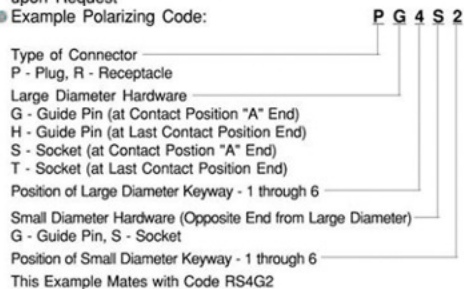 upon Request
Example Polarizing Code: P G 4 S 2
Type of Connector
P - Plug, R - Receptacle
Large Diameter Hardware
G - Guide Pin (at Contact Position "A" End)
H - Guide Pin (at Last Contact Position End)
S - Socket (at Contact Postion "A" End)
T - Socket (at Last Contact Position End)
Position of Large Diameter Keyway - 1 through 6
Small Diameter Hardware (Opposite End from Large Diameter)
G - Guide Pin, S - Socket
Position of Small Diameter Keyway - 1 through 6
This Example Mates with Code RS4G2